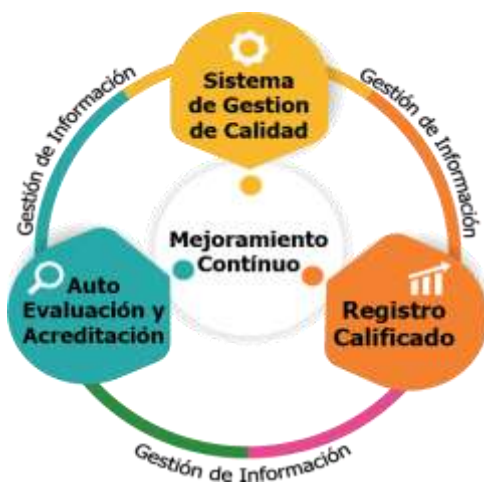 Sistema
de Gestion
de Calidad
Gestión de Información
Gestión de Información
Mejoramiento
Contínuo
Auto
Evaluación y
Acreditación
Registro
Calificado
Gestión de Información